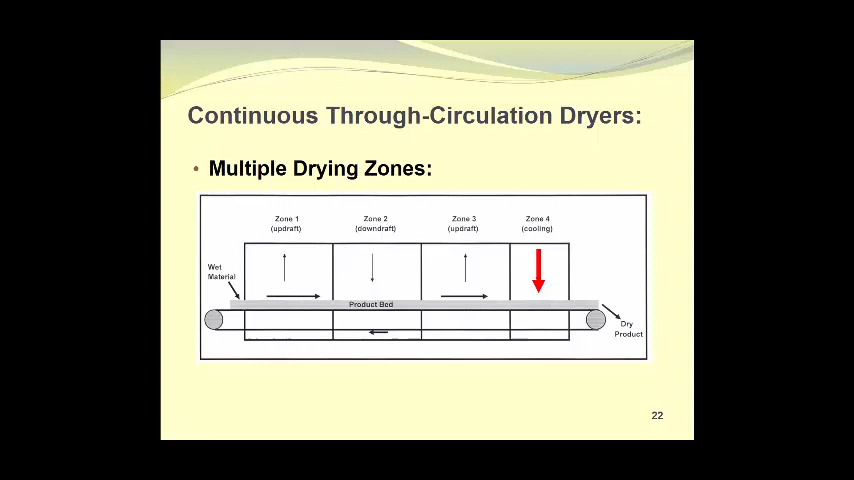 Continuous Through-Circulation Dryers:
• Multiple Drying Zones:
Zone 1
(updraft)
Zone 2
(downdraft)
Zone 3
(updraft)
Zone 4
(cooling)
Wet
Material
Product Bed
Dry
Product
22